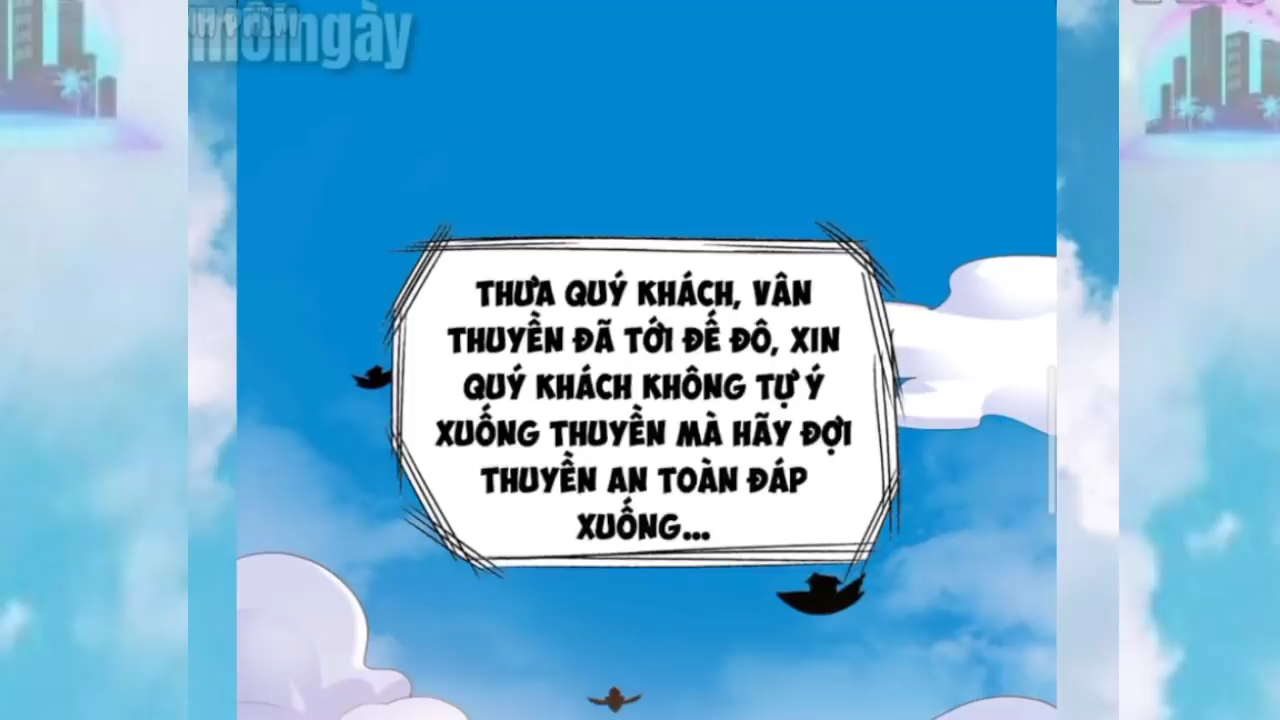 THƯA QUÝ KHÁCH, VÂN
THUYỀN ĐÃ TỚI ĐẾ ĐÔ, XIN
QUÝ KHÁCH KHÔNG TỰ Ý
XUỐNG THUYỀN MÀ HÃY ĐỢI
THUYỀN AN TOÀN ĐÁP
XUỐNG...